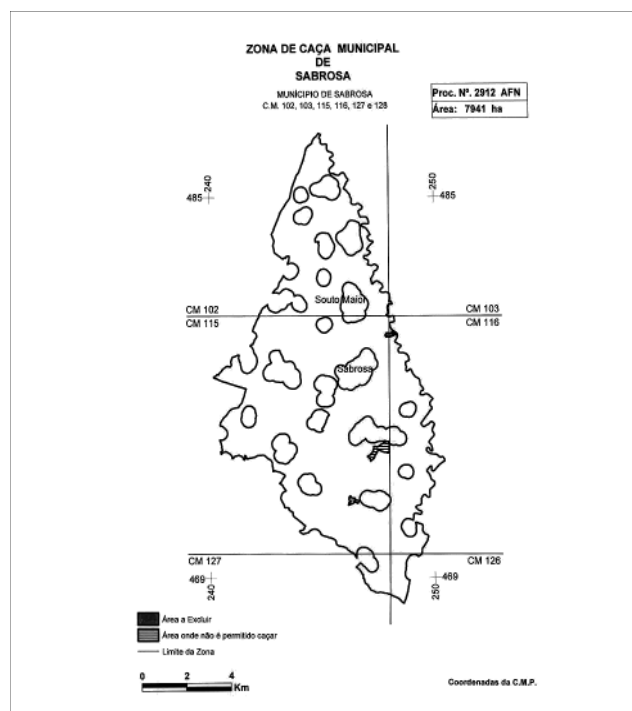 ZONA DE CAÇA MUNICIPAL
DE
SABROSA
MUNÍCIPIO DE SABROSA
C.M. 102, 103, 115, 116, 127 e 128
Proc. Nº. 2912 AFN
Área: 7941 ha
240
485
250
485
Souto Maior
CM 102
CM 103
CM 115
CM 116
Sabrosa
CM 127
CM 126
469
240
469
250
Área a Excluir
Área onde não é permitido caçar
Limite da Zona
0 2 4
Km
Coordenadas da C.M.P.